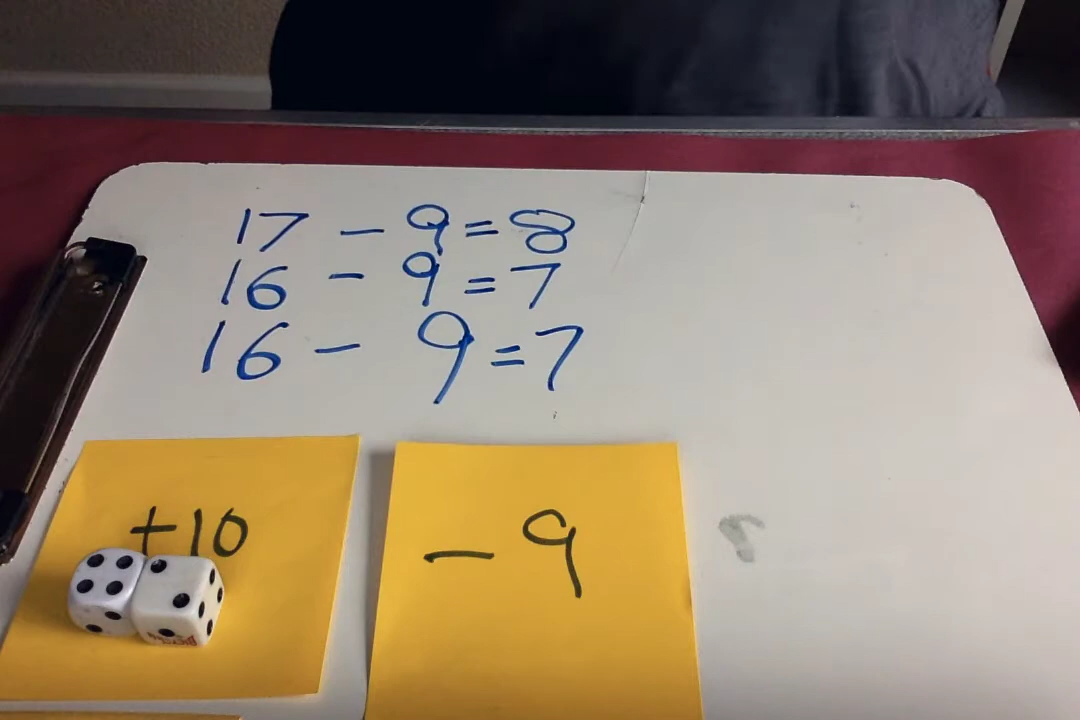 17 - 9 = 8
16 - 9 = 7
16 - 9 = 7
+10
- 9